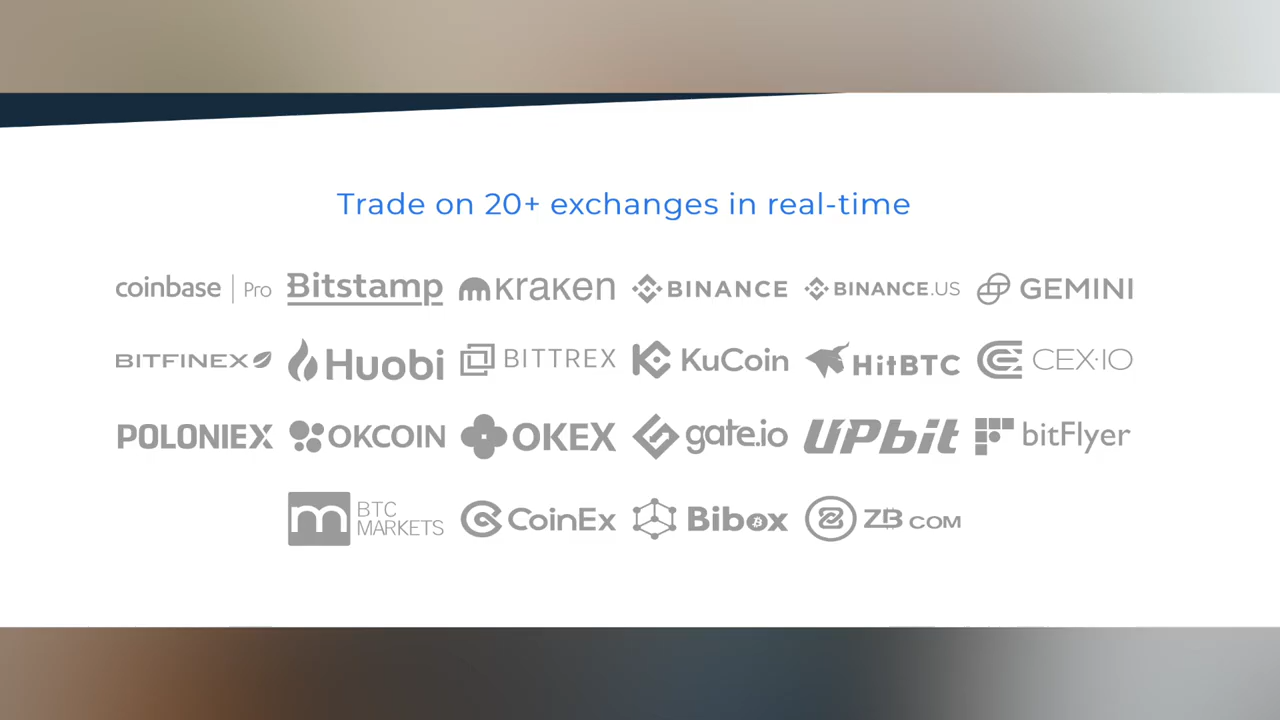 Trade on 20+ exchanges in real-time
coinbase | Pro Bitstamp kraken BINANCE BINANCE.US GEMINI
BITFINEX Huobi BITTREX KuCoin HitBTC CEX·IO
POLONIEX OKCOIN OKEX gate.io UPbit bitFlyer
m BTC MARKETS CoinEx Bibox ZB COM